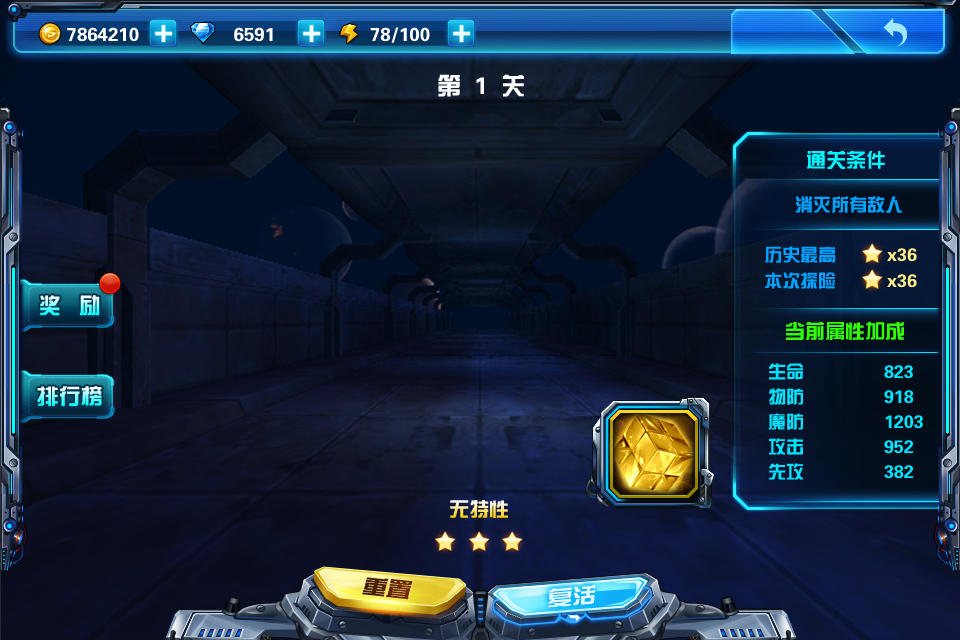 7864210 6591 78/100
第 1 关
通关条件
消灭所有敌人
历史最高 x36
本次探险 x36
当前属性加成
生命 823
物防 918
魔防 1203
攻击 952
先攻 382
奖 励
排行榜
无特性
重置 复活